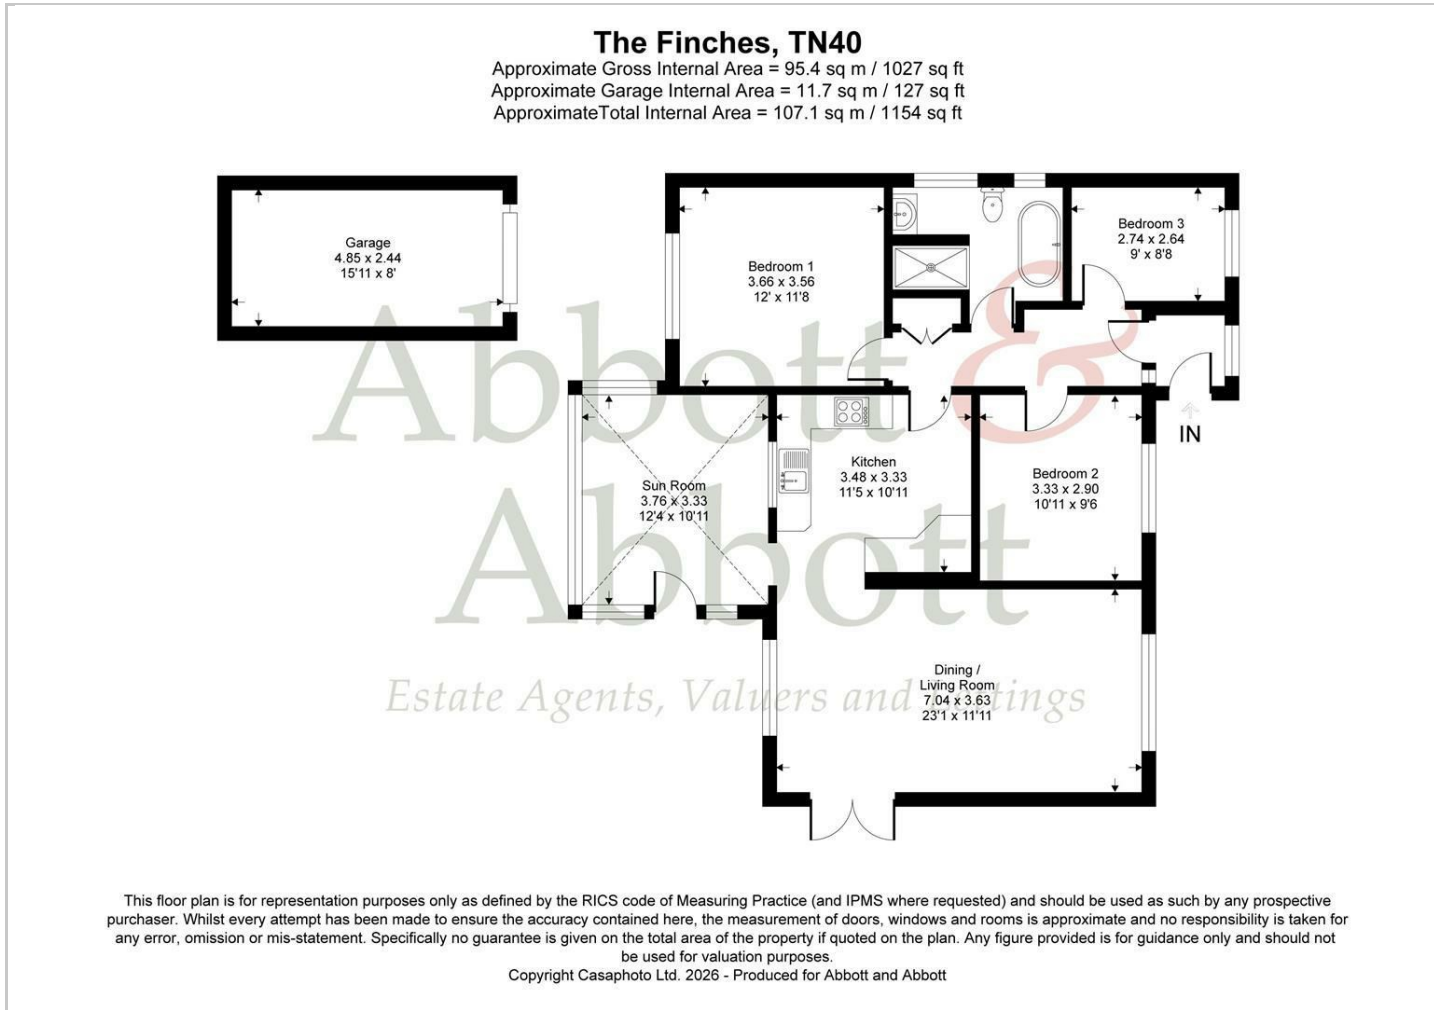 The Finches, TN40
Approximate Gross Internal Area = 95.4 sq m / 1027 sq ft
Approximate Garage Internal Area = 11.7 sq m / 127 sq ft
ApproximateTotal Internal Area = 107.1 sq m / 1154 sq ft
Garage
4.85 x 2.44
15'11 x 8'
Bedroom 1
3.66 x 3.56
12' x 11'8
Bedroom 3
2.74 x 2.64
9' x 8'8
IN
Sun Room
3.76 x 3.33
12'4 x 10'11
Kitchen
3.48 x 3.33
11'5 x 10'11
Bedroom 2
3.33 x 2.90
10'11 x 9'6
Dining /
Living Room
7.04 x 3.63
23'1 x 11'11
Abbott &
Abbott
Estate Agents, Valuers and Lettings
This floor plan is for representation purposes only as defined by the RICS code of Measuring Practice (and IPMS where requested) and should be used as such by any prospective
purchaser. Whilst every attempt has been made to ensure the accuracy contained here, the measurement of doors, windows and rooms is approximate and no responsibility is taken for
any error, omission or mis-statement. Specifically no guarantee is given on the total area of the property if quoted on the plan. Any figure provided is for guidance only and should not
be used for valuation purposes.
Copyright Casaphoto Ltd. 2026 - Produced for Abbott and Abbott